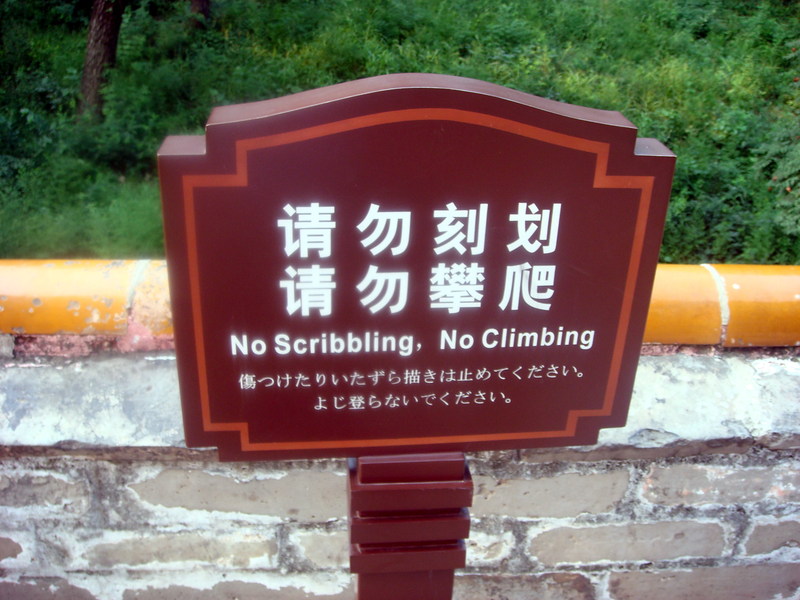 请勿刻划
请勿攀爬
No Scribbling, No Climbing
傷つけたりいたずら描きは止めてください。
よじ登らないでください。